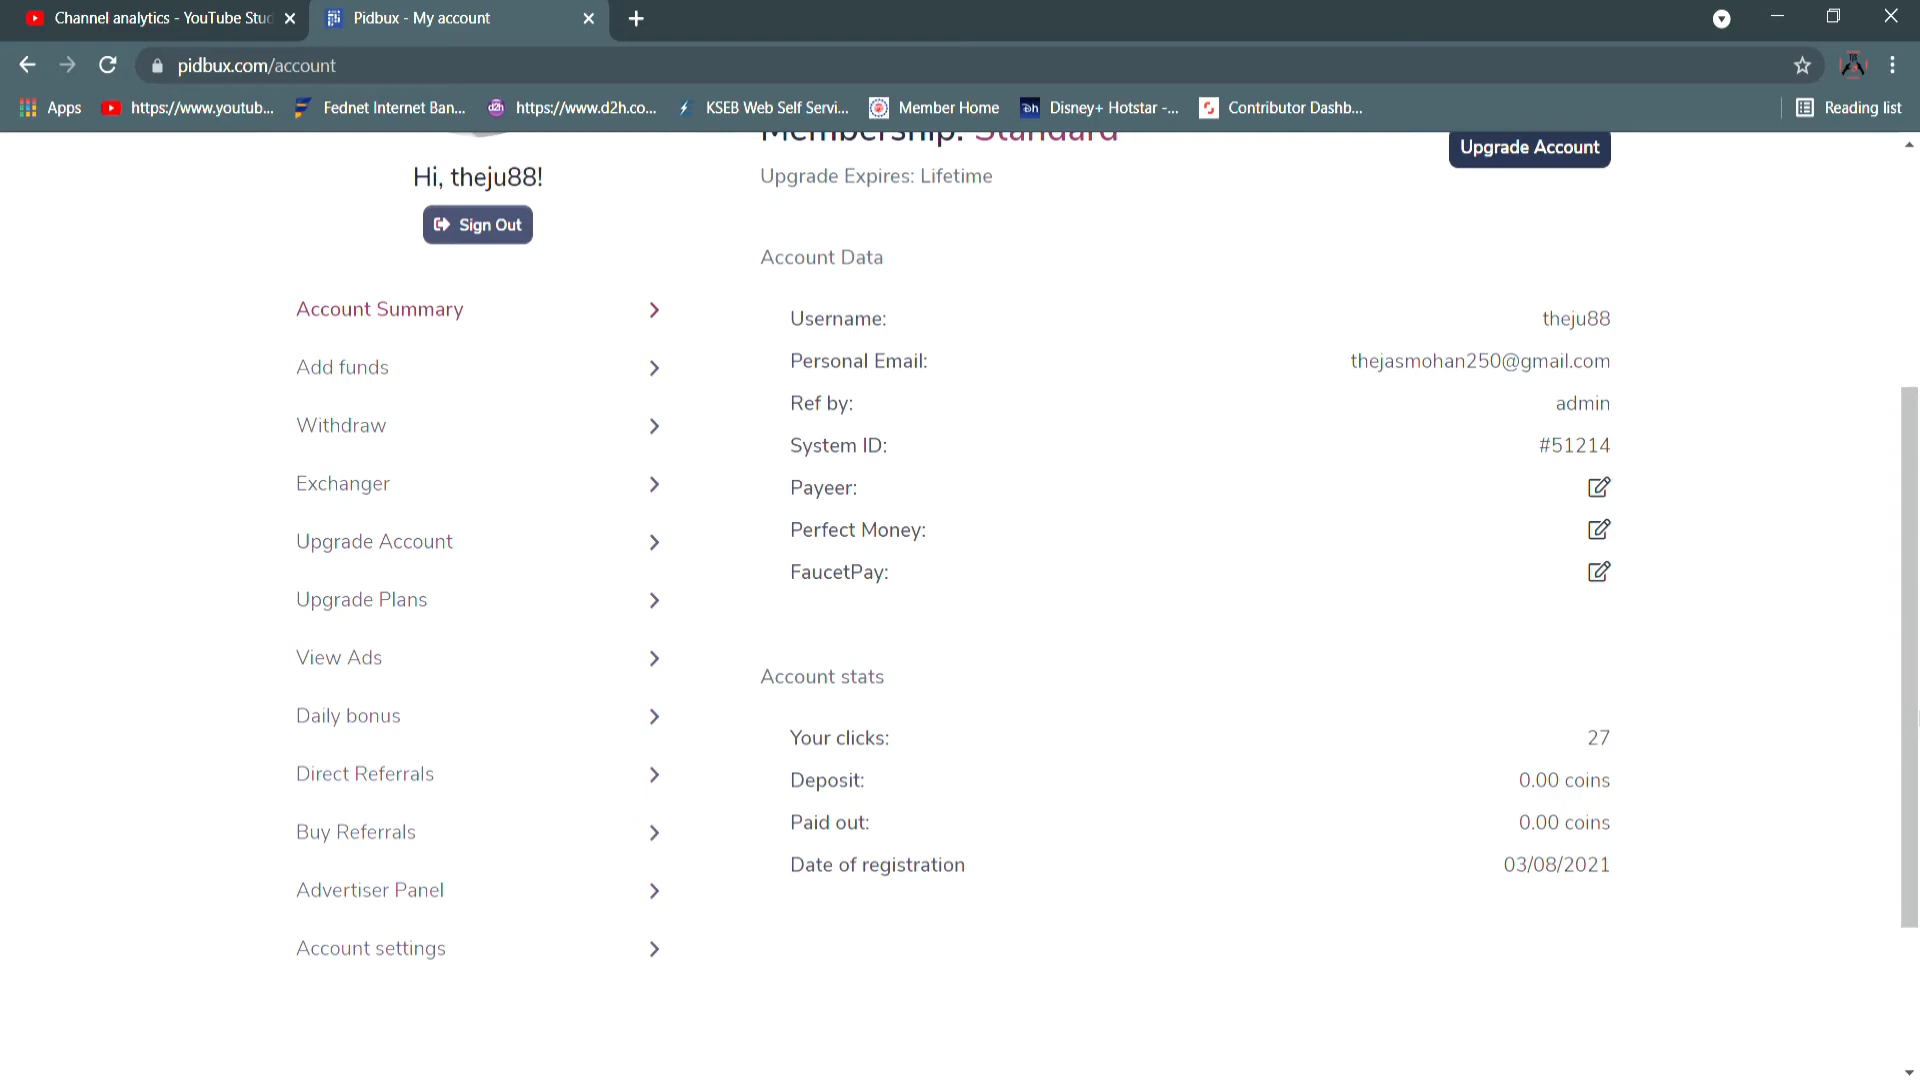 Channel analytics - YouTube Stu
Pidbux - My account
pidbux.com/account
Apps
https://www.youtub...
Fednet Internet Ban...
d2h
https://www.d2h.co...
KSEB Web Self Servi...
Member Home
Disney+ Hotstar -...
Contributor Dashb...
Reading list
Membership: Standard
Upgrade Account
Upgrade Expires: Lifetime
Hi, theju88!
Sign Out
Account Summary
Add funds
Withdraw
Exchanger
Upgrade Account
Upgrade Plans
View Ads
Daily bonus
Direct Referrals
Buy Referrals
Advertiser Panel
Account settings
Account Data
Username: theju88
Personal Email: thejasmohan250@gmail.com
Ref by: admin
System ID: #51214
Payeer:
Perfect Money:
FaucetPay:
Account stats
Your clicks: 27
Deposit: 0.00 coins
Paid out: 0.00 coins
Date of registration 03/08/2021